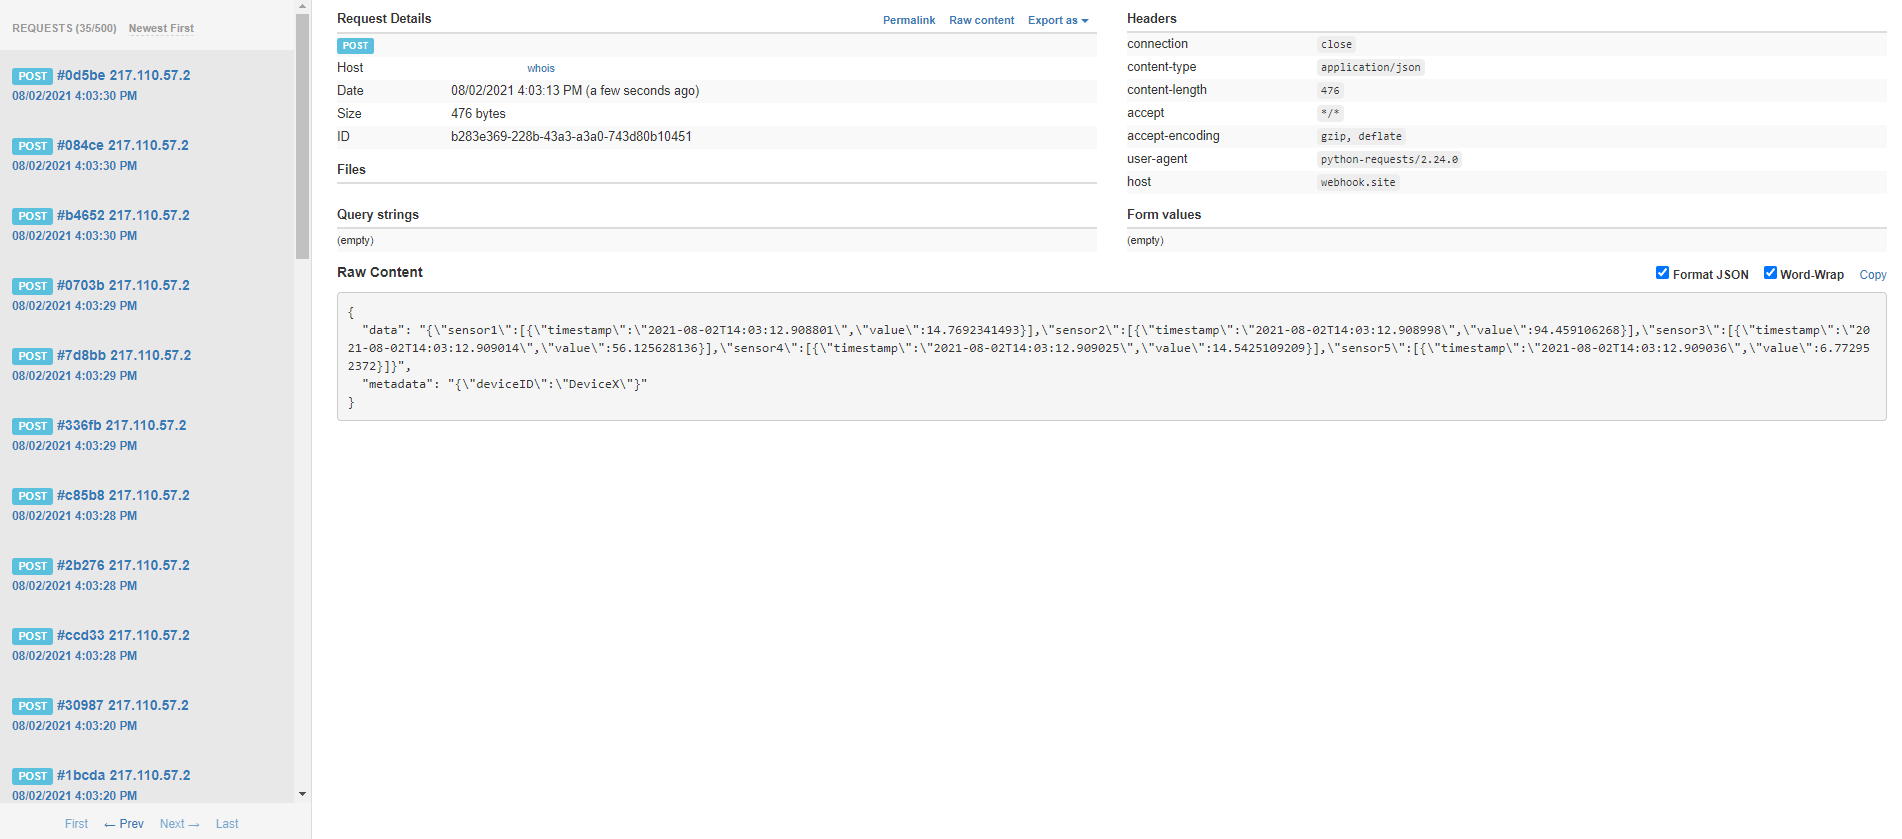 REQUESTS (35/500) Newest First
POST #0d5be 217.110.57.2
08/02/2021 4:03:30 PM
POST #084ce 217.110.57.2
08/02/2021 4:03:30 PM
POST #b4652 217.110.57.2
08/02/2021 4:03:30 PM
POST #0703b 217.110.57.2
08/02/2021 4:03:29 PM
POST #7d8bb 217.110.57.2
08/02/2021 4:03:29 PM
POST #336fb 217.110.57.2
08/02/2021 4:03:29 PM
POST #c85b8 217.110.57.2
08/02/2021 4:03:28 PM
POST #2b276 217.110.57.2
08/02/2021 4:03:28 PM
POST #ccd33 217.110.57.2
08/02/2021 4:03:28 PM
POST #30987 217.110.57.2
08/02/2021 4:03:20 PM
POST #1bcda 217.110.57.2
08/02/2021 4:03:20 PM
First ← Prev Next → Last
Request Details Permalink Raw content Export as
POST
Host whois
Date 08/02/2021 4:03:13 PM (a few seconds ago)
Size 476 bytes
ID b283e369-228b-43a3-a3a0-743d80b10451
Files
Query strings
(empty)
Headers
connection close
content-type application/json
content-length 476
accept */*
accept-encoding gzip, deflate
user-agent python-requests/2.24.0
host webhook.site
Form values
(empty)
Raw Content Format JSON Word-Wrap Copy
{
"data": "{\"sensor1\":[{\"timestamp\":\"2021-08-02T14:03:12.908801\",\"value\":14.7692341493}],\"sensor2\":[{\"timestamp\":\"2021-08-02T14:03:12.908998\",\"value\":94.459106268}],\"sensor3\":[{\"timestamp\":\"20
21-08-02T14:03:12.909014\",\"value\":56.125628136}],\"sensor4\":[{\"timestamp\":\"2021-08-02T14:03:12.909025\",\"value\":14.5425109209}],\"sensor5\":[{\"timestamp\":\"2021-08-02T14:03:12.909036\",\"value\":6.77295
2372}]}",
"metadata": "{\"deviceID\":\"DeviceX\"}"
}